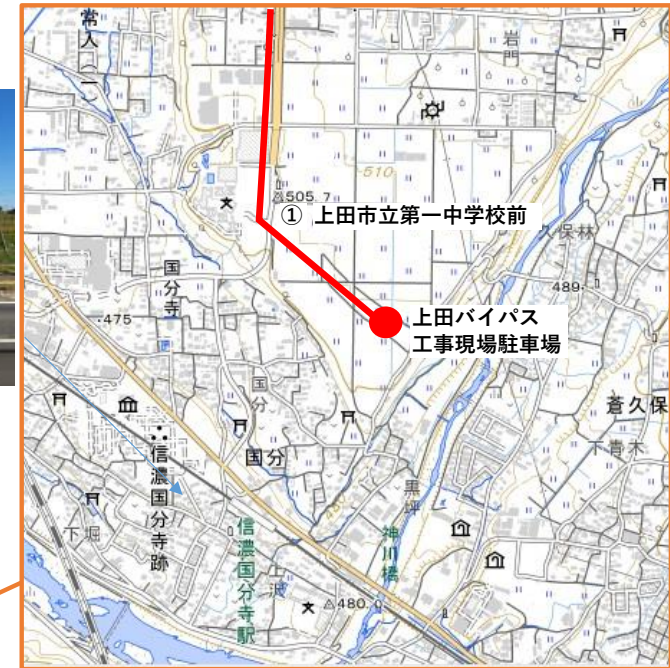 常入(一)
岩門
510
505.7
① 上田市立第一中学校前
久保林
国分寺
489
475
上田バイパス
工事現場駐車場
国分
蒼久保
国分
下青木
信濃国分寺跡
黒坪
下堀
信濃国分寺駅
神川橋
480.0